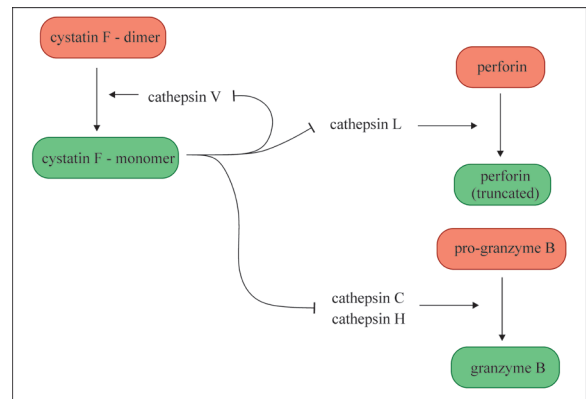 cystatin F - dimer
perforin
cathepsin V
cathepsin L
cystatin F - monomer
perforin
(truncated)
pro-granzyme B
cathepsin C
cathepsin H
granzyme B